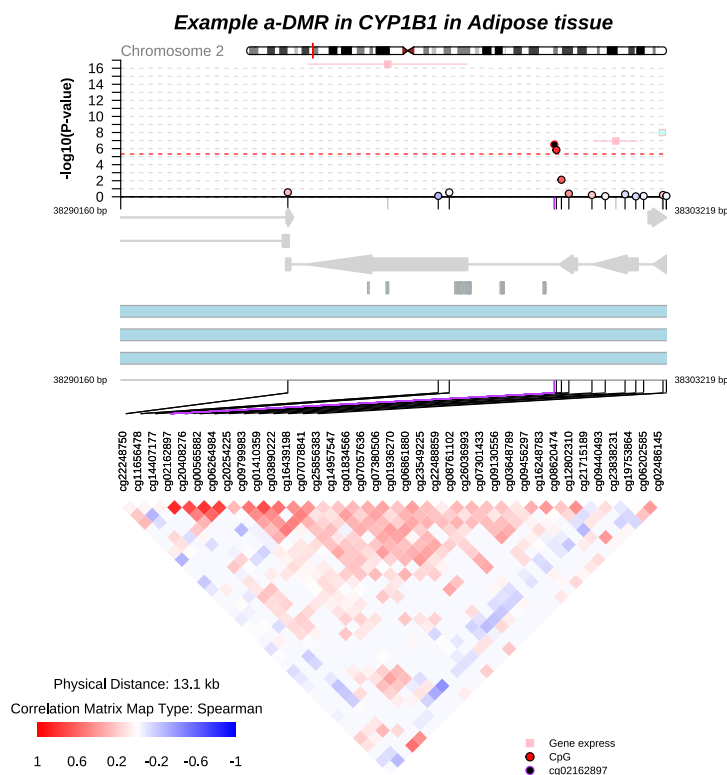 Example a-DMR in CYP1B1 in Adipose tissue
Chromosome 2
-log10(P-value)
16
14
12
10
8
6
4
2
0
38290160 bp
38303219 bp
38290160 bp
38303219 bp
cg22248750
cg11656478
cg14407177
cg02162897
cg20408276
cg00565882
cg06264984
cg20254225
cg09799983
cg01410359
cg03890222
cg16439198
cg07078841
cg25856383
cg14957547
cg01834566
cg07057636
cg07380506
cg01936270
cg06861880
cg23549225
cg22488859
cg08761102
cg26036993
cg07301433
cg09130556
cg03648789
cg09456297
cg16248783
cg08620474
cg12802310
cg21715189
cg09440493
cg23838231
cg19753864
cg06202585
cg02486145
Physical Distance: 13.1 kb
Correlation Matrix Map Type: Spearman
1 0.6 0.2 -0.2 -0.6 -1
Gene express
CpG
cg02162897